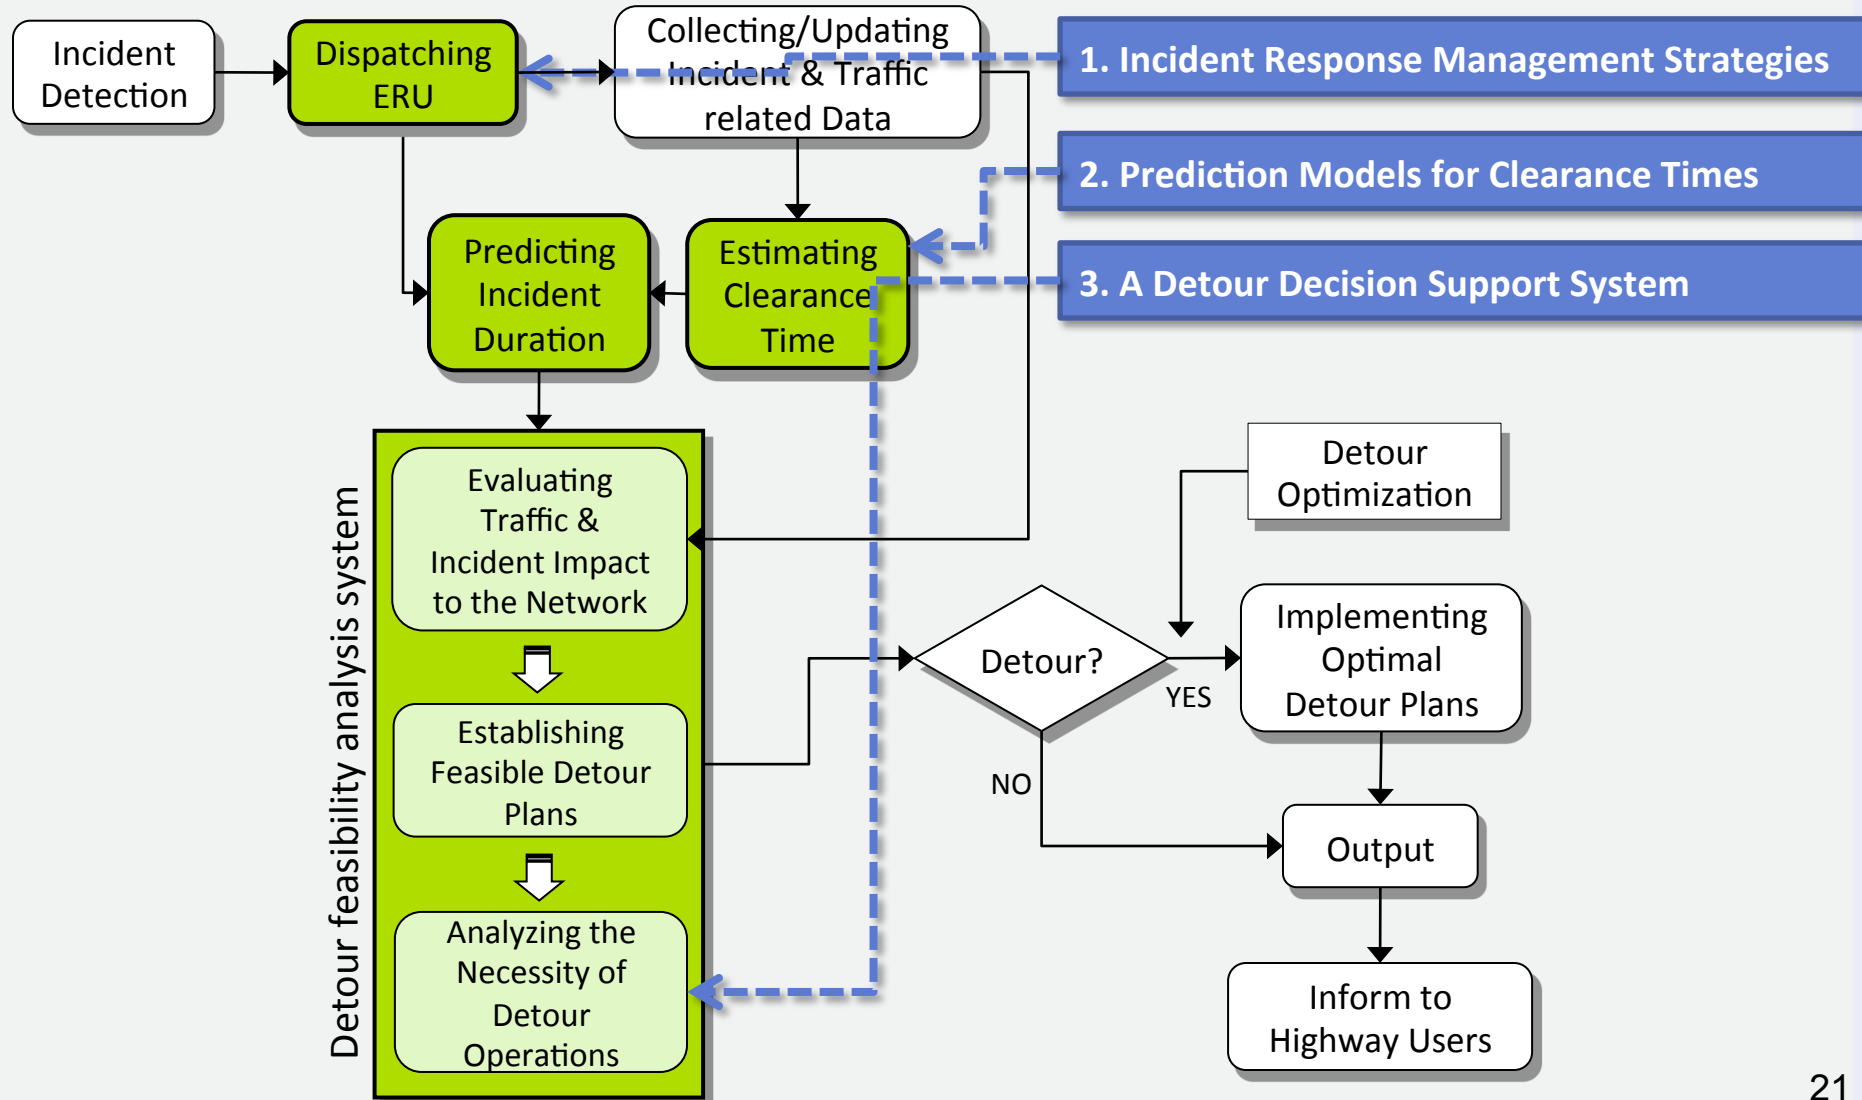 Incident
Detection
Dispatching
ERU
Collecting/Updating
Incident & Traffic
related Data
1. Incident Response Management Strategies
2. Prediction Models for Clearance Times
3. A Detour Decision Support System
Predicting
Incident
Duration
Estimating
Clearance
Time
Detour feasibility analysis system
Evaluating
Traffic &
Incident Impact
to the Network
Establishing
Feasible Detour
Plans
Analyzing the
Necessity of
Detour
Operations
Detour?
YES
NO
Detour
Optimization
Implementing
Optimal
Detour Plans
Output
Inform to
Highway Users
21